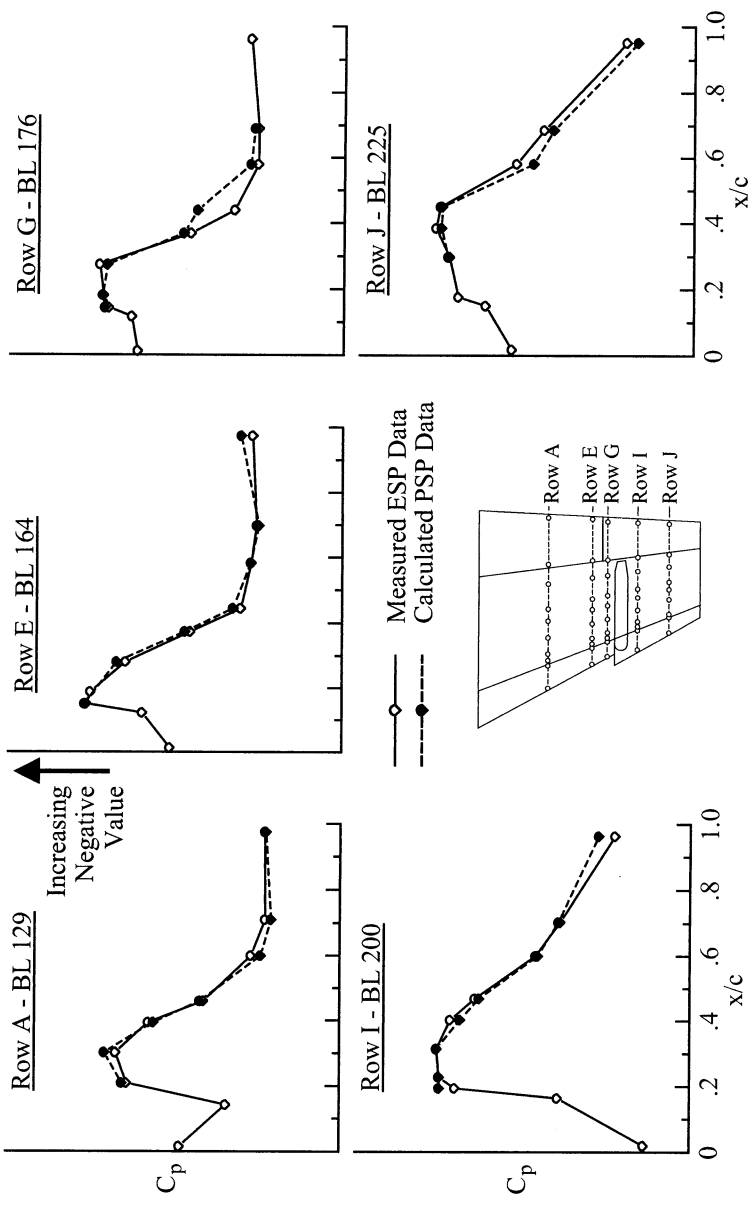 Row A - BL 129
Increasing
Negative
Value
Row E - BL 164
Row G - BL 176
Cp
Measured ESP Data
Calculated PSP Data
Row A
Row E
Row G
Row I
Row J
Row I - BL 200
Cp
0 .2 .4 .6 .8 1.0
x/c
Row J - BL 225
0 .2 .4 .6 .8 1.0
x/c